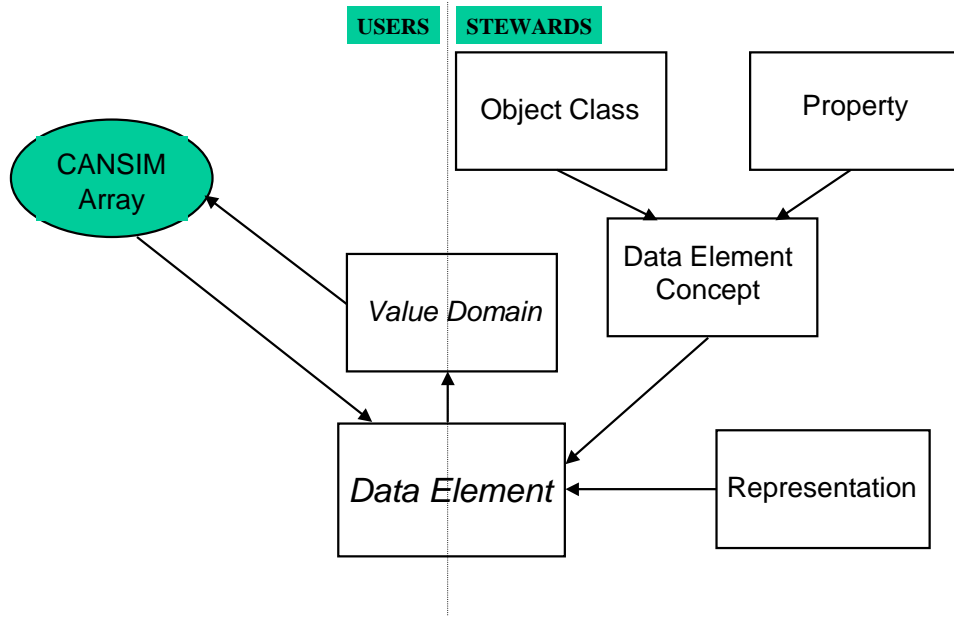 USERS
STEWARDS
Object Class
Property
CANSIM
Array
Data Element
Concept
Value Domain
Data Element
Representation